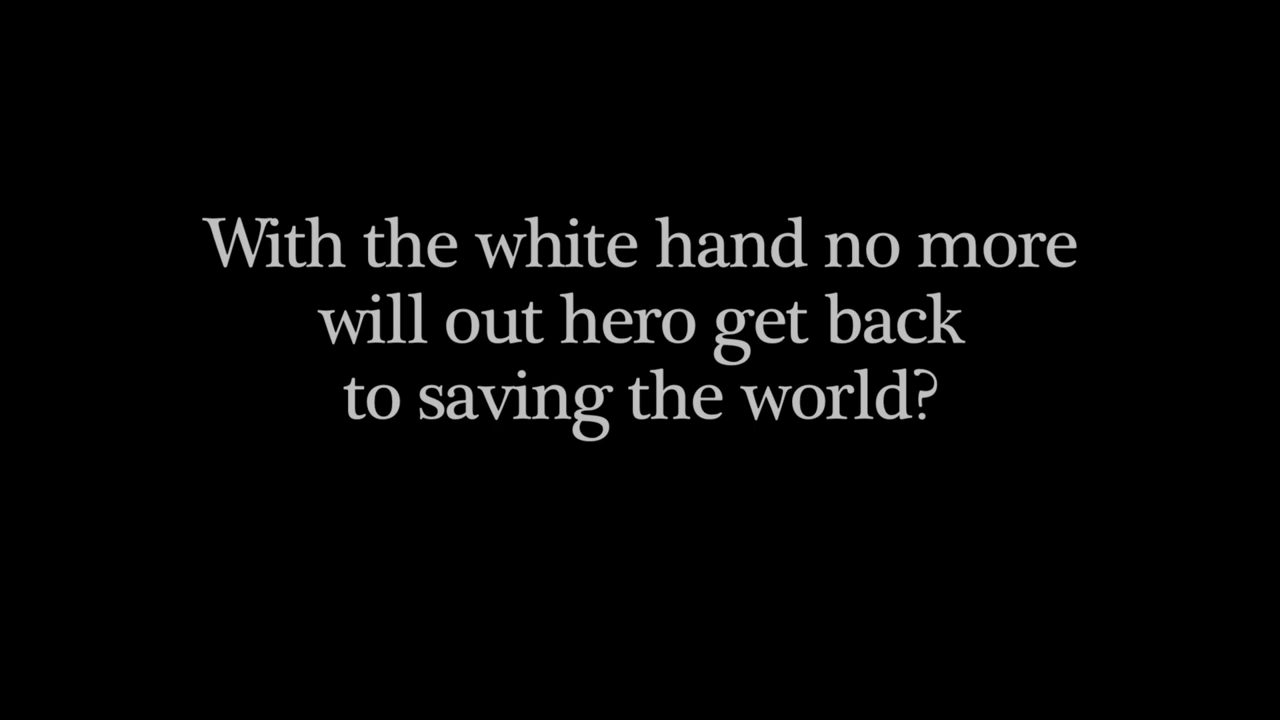 With the white hand no more
will out hero get back
to saving the world?